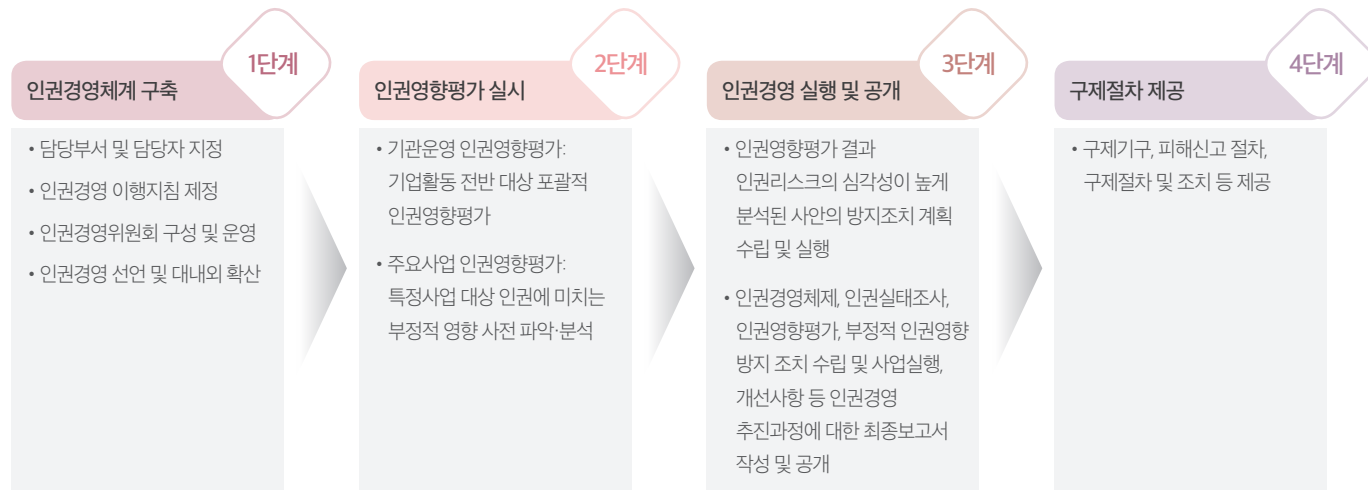 1단계
인권경영체계 구축
• 담당부서 및 담당자 지정
• 인권경영 이행지침 제정
• 인권경영위원회 구성 및 운영
• 인권경영 선언 및 대내외 확산
2단계
인권영향평가 실시
• 기관운영 인권영향평가:
기업활동 전반 대상 포괄적
인권영향평가
• 주요사업 인권영향평가:
특정사업 대상 인권에 미치는
부정적 영향 사전 파악·분석
3단계
인권경영 실행 및 공개
• 인권영향평가 결과
인권리스크의 심각성이 높게
분석된 사안의 방지조치 계획
수립 및 실행
• 인권경영체제, 인권실태조사,
인권영향평가, 부정적 인권영향
방지 조치 수립 및 사업실행,
개선사항 등 인권경영
추진과정에 대한 최종보고서
작성 및 공개
4단계
구제절차 제공
• 구제기구, 피해신고 절차,
구제절차 및 조치 등 제공